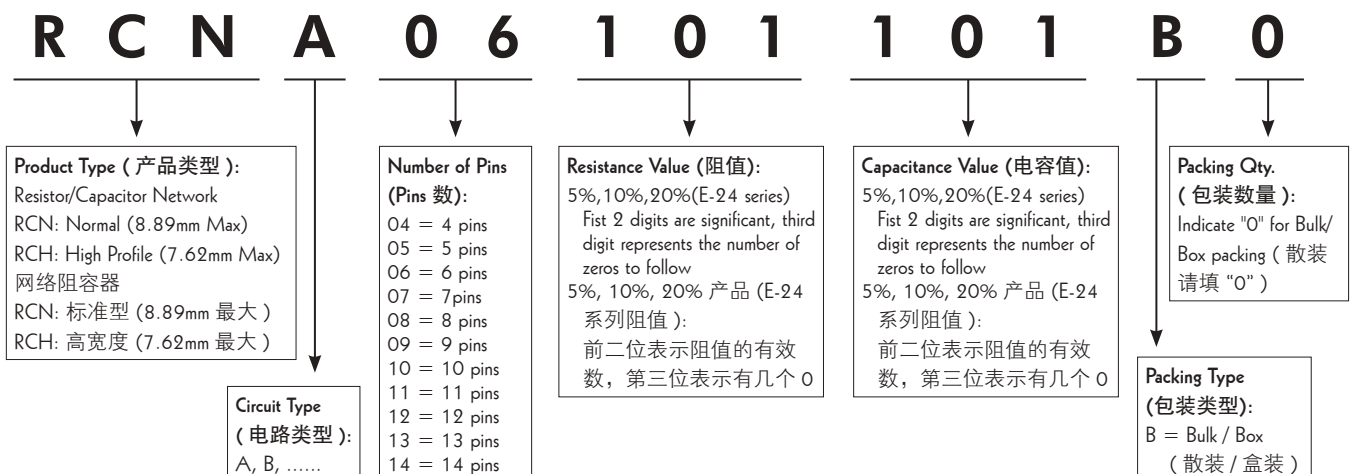 R C N A 0 6 1 0 1 1 0 1 B 0
Product Type ( 产品类型 ):
Resistor/Capacitor Network
RCN: Normal (8.89mm Max)
RCH: High Profile (7.62mm Max)
网络阻容器
RCN: 标准型 (8.89mm 最大 )
RCH: 高宽度 (7.62mm 最大 )
Circuit Type
( 电路类型 ):
A, B, ......
Number of Pins
(Pins 数):
04 = 4 pins
05 = 5 pins
06 = 6 pins
07 = 7pins
08 = 8 pins
09 = 9 pins
10 = 10 pins
11 = 11 pins
12 = 12 pins
13 = 13 pins
14 = 14 pins
Resistance Value (阻值):
5%,10%,20%(E-24 series)
Fist 2 digits are significant, third
digit represents the number of
zeros to follow
5%, 10%, 20% 产品 (E-24
系列阻值 ):
前二位表示阻值的有效
数，第三位表示有几个 0
Capacitance Value (电容值):
5%,10%,20%(E-24 series)
Fist 2 digits are significant, third
digit represents the number of
zeros to follow
5%, 10%, 20% 产品 (E-24
系列阻值 ):
前二位表示阻值的有效
数，第三位表示有几个 0
Packing Type
(包装类型):
B = Bulk / Box
( 散装 / 盒装 )
Packing Qty.
( 包装数量 ):
Indicate "0" for Bulk/
Box packing ( 散装
请填 “0” )